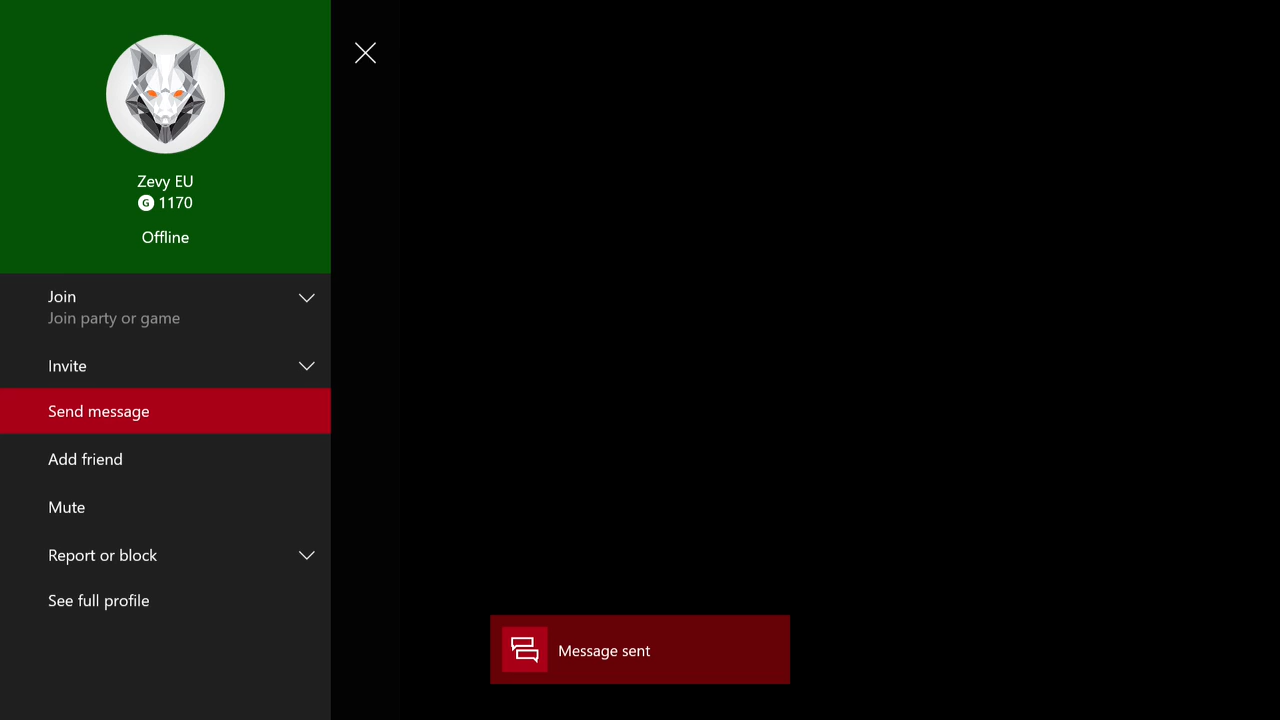 Zevy EU
G 1170
Offline
Join
Join party or game
Invite
Send message
Add friend
Mute
Report or block
See full profile
Message sent